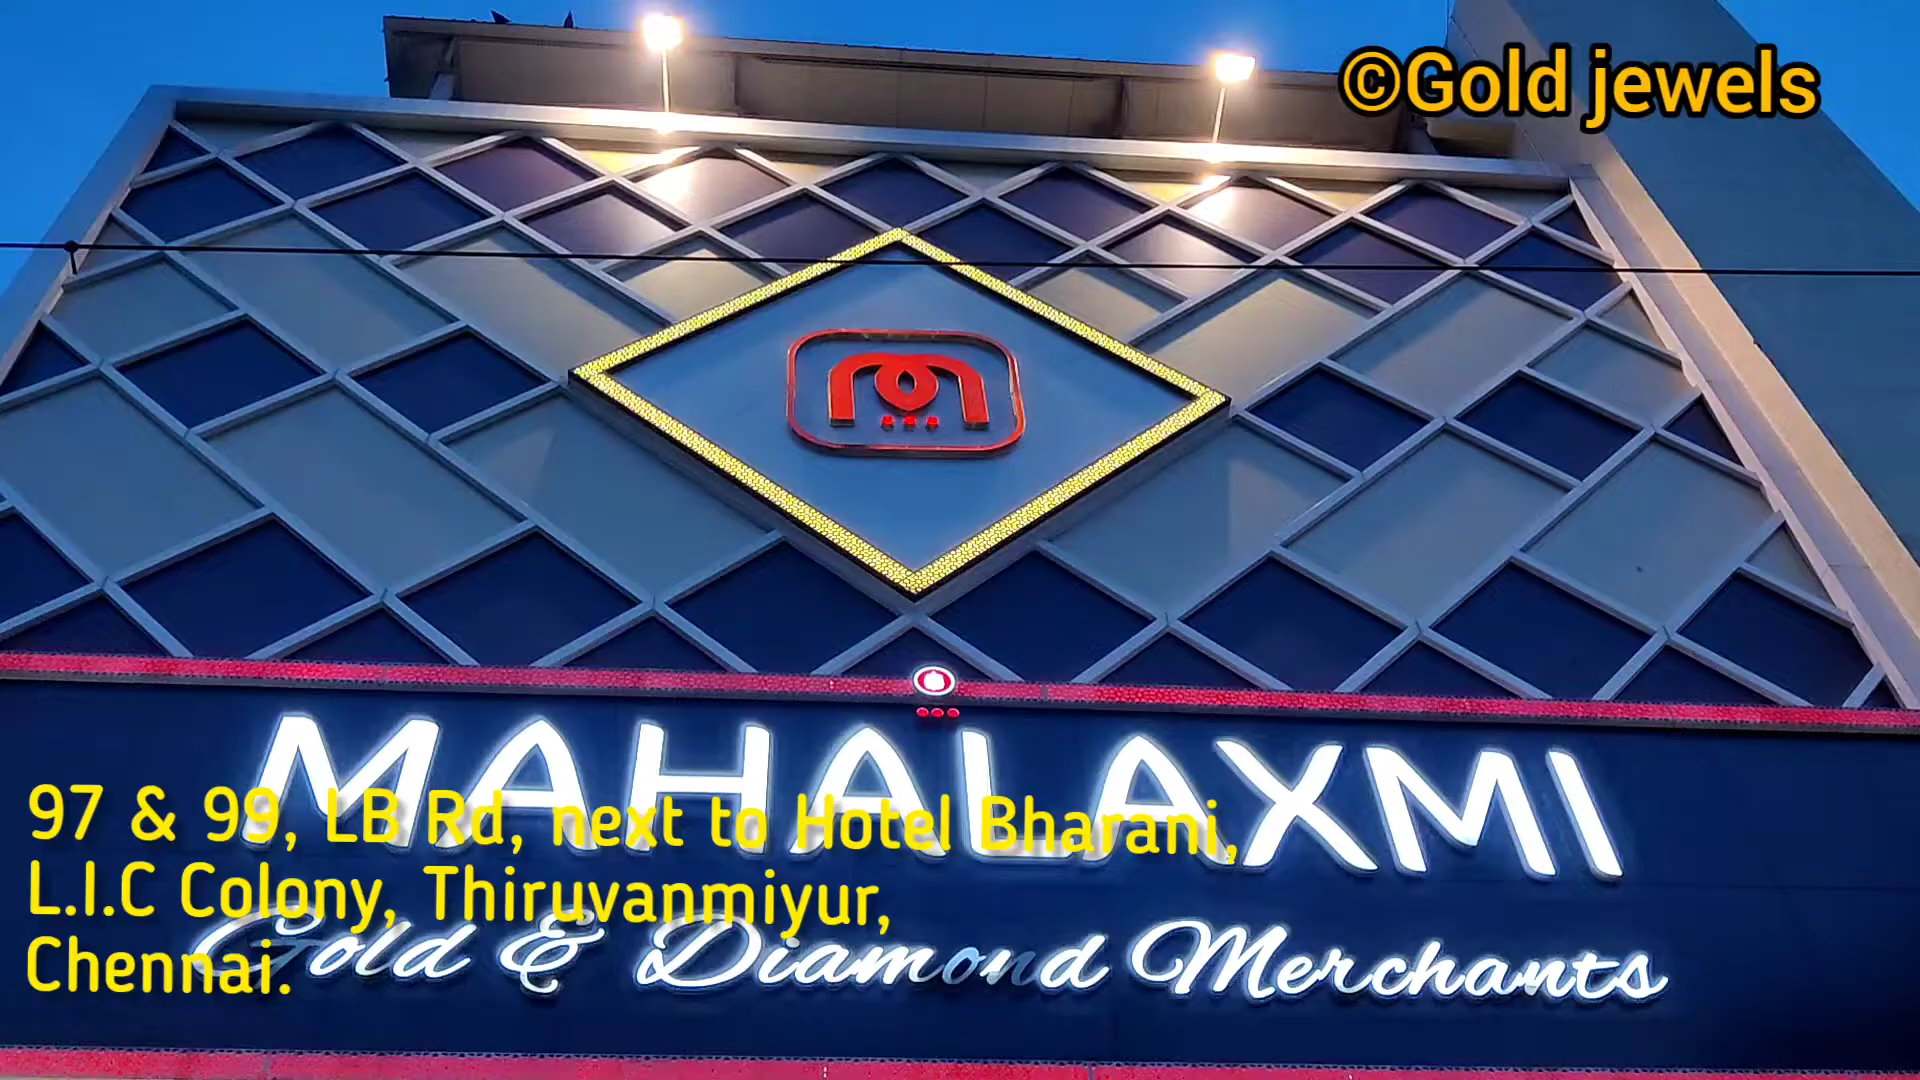 ©Gold jewels
MAHALAXMI
97 & 99, LB Rd, next to Hotel Bharani,
L.I.C Colony, Thiruvanmiyur,
Chennai.
Gold & Diamond Merchants